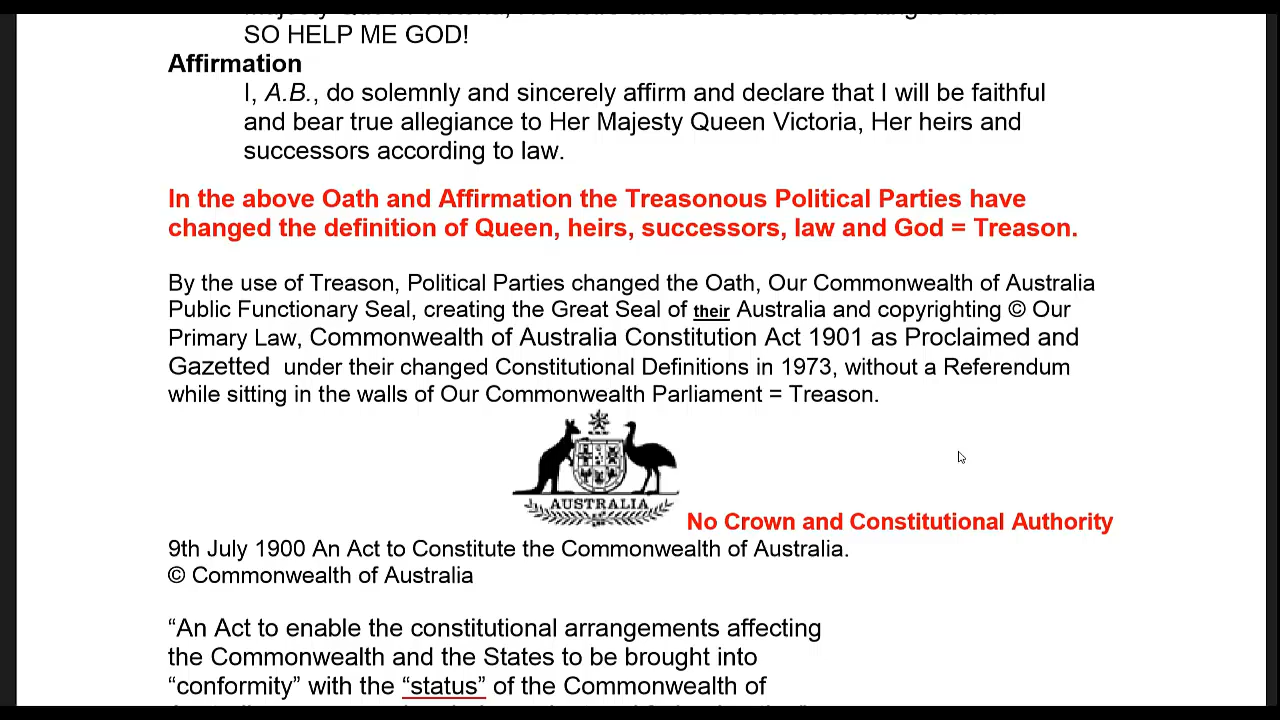 SO HELP ME GOD!
Affirmation
I, A.B., do solemnly and sincerely affirm and declare that I will be faithful
and bear true allegiance to Her Majesty Queen Victoria, Her heirs and
successors according to law.
In the above Oath and Affirmation the Treasonous Political Parties have
changed the definition of Queen, heirs, successors, law and God = Treason.
By the use of Treason, Political Parties changed the Oath, Our Commonwealth of Australia
Public Functionary Seal, creating the Great Seal of their Australia and copyrighting © Our
Primary Law, Commonwealth of Australia Constitution Act 1901 as Proclaimed and
Gazetted under their changed Constitutional Definitions in 1973, without a Referendum
while sitting in the walls of Our Commonwealth Parliament = Treason.
AUSTRALIA
No Crown and Constitutional Authority
9th July 1900 An Act to Constitute the Commonwealth of Australia.
© Commonwealth of Australia
“An Act to enable the constitutional arrangements affecting
the Commonwealth and the States to be brought into
“conformity” with the “status” of the Commonwealth of